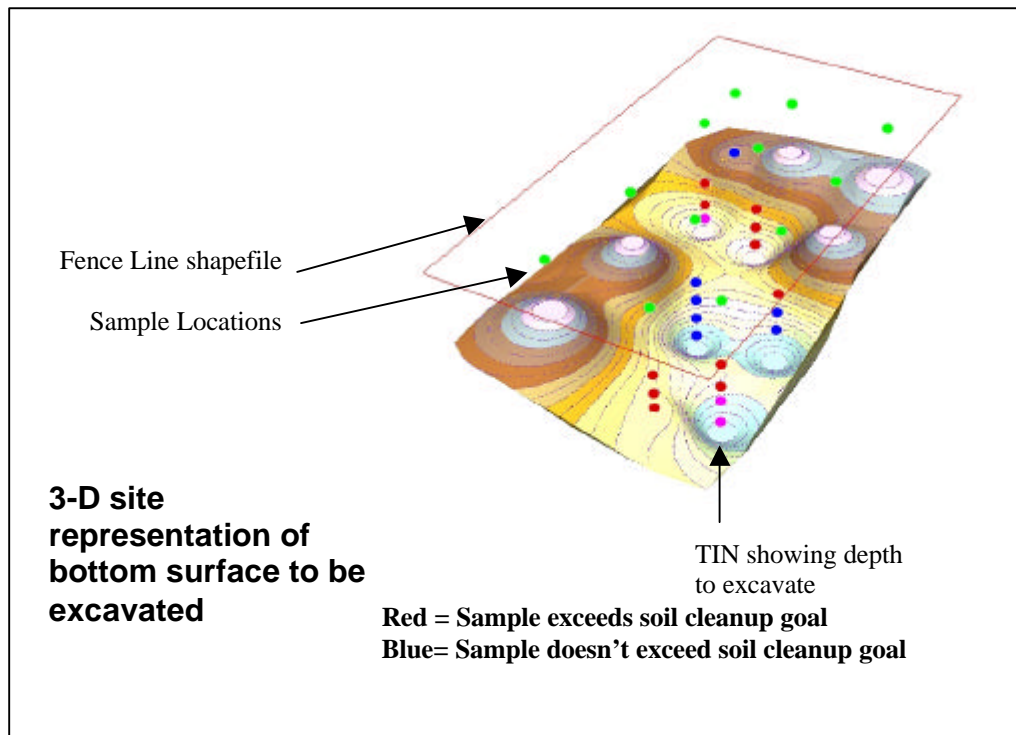 Fence Line shapefile
Sample Locations
3-D site
representation of
bottom surface to be
excavated
TIN showing depth
to excavate
Red = Sample exceeds soil cleanup goal
Blue= Sample doesn't exceed soil cleanup goal